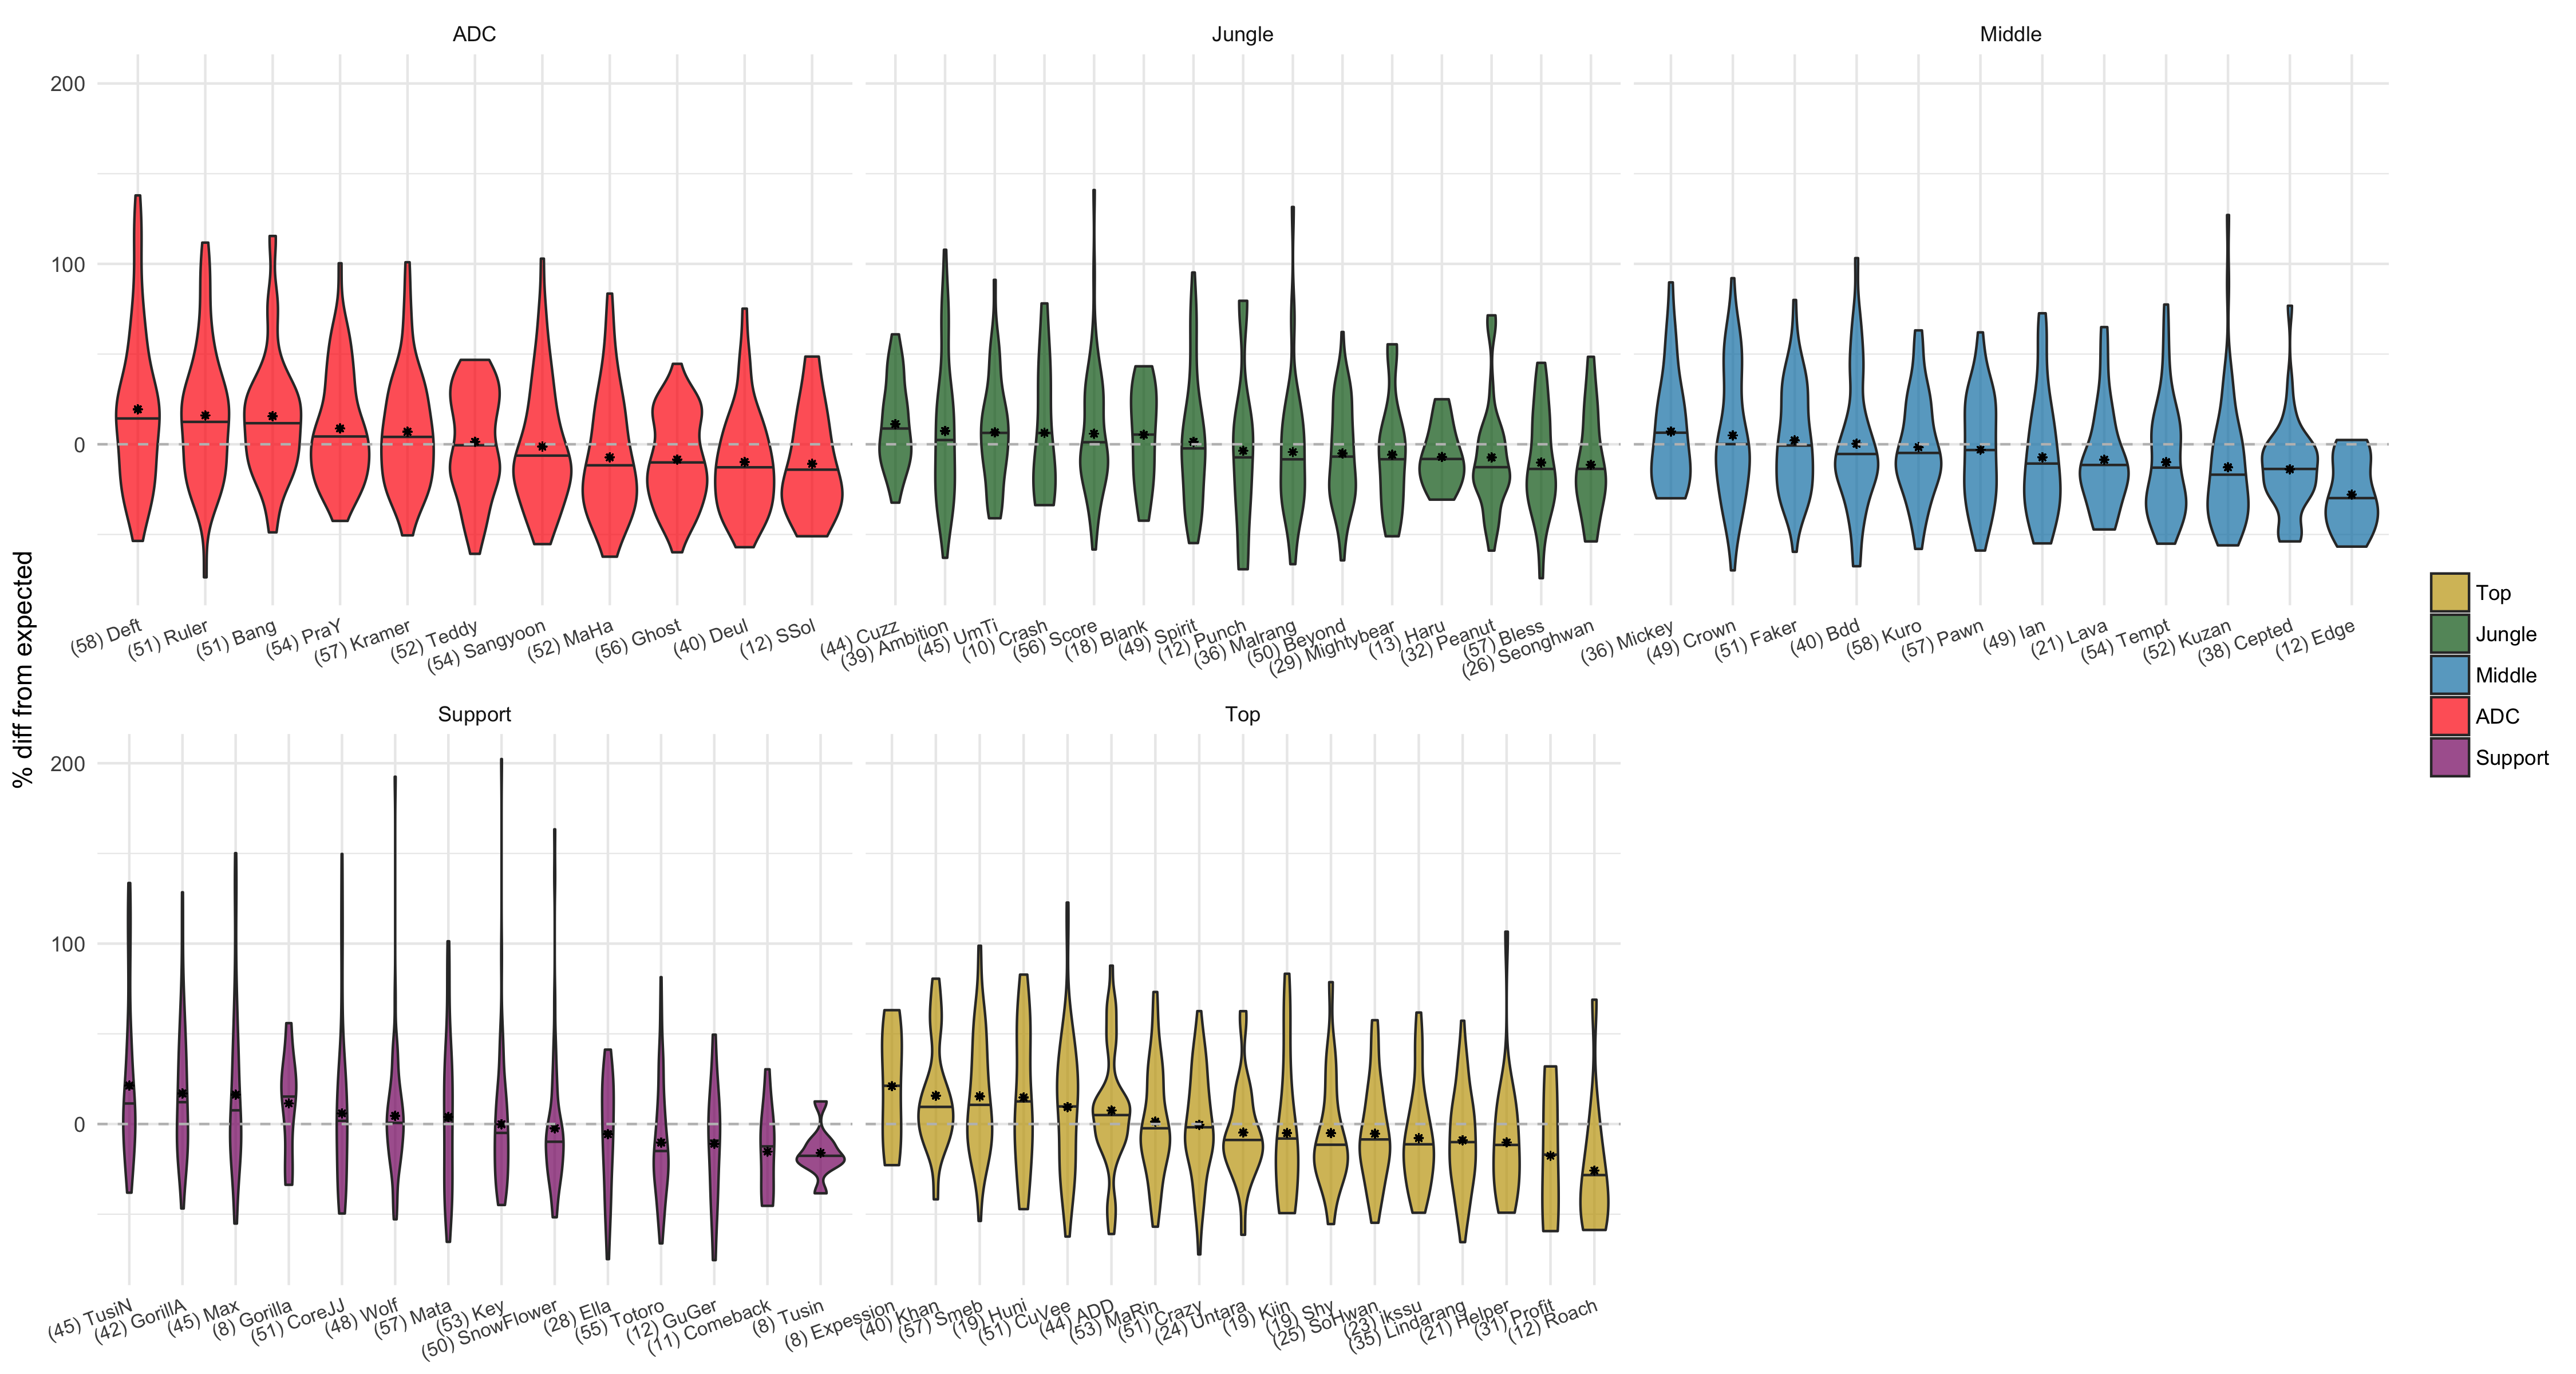 ADC
Jungle
Middle
200
100
0
(58) Deft
(51) Ruler
(51) Bang
(54) PraY
(57) Kramer
(52) Teddy
(54) Sangyoon
(52) MaHa
(56) Ghost
(40) Deul
(12) SSol
(44) Cuzz
(39) Ambition
(45) UmTi
(10) Crash
(56) Score
(18) Blank
(49) Spirit
(12) Punch
(36) Malrang
(50) Beyond
(29) Mightybear
(13) Haru
(32) Peanut
(57) Bless
(26) Seonghwan
(36) Mickey
(49) Crown
(51) Faker
(40) Bdd
(58) Kuro
(57) Pawn
(49) Ian
(21) Lava
(54) Tempt
(52) Kuzan
(38) Cepted
(12) Edge
% diff from expected
Support
Top
200
100
0
(45) TusiN
(42) GorillA
(45) Max
(8) Gorilla
(51) CoreJJ
(48) Wolf
(57) Mata
(53) Key
(50) SnowFlower
(28) Ella
(55) Totoro
(12) GuGer
(11) Comeback
(8) Tusin
(8) Expession
(40) Khan
(57) Smeb
(19) Huni
(51) CuVee
(44) ADD
(53) MaRin
(51) Crazy
(24) Untara
(19) Kiin
(19) Shy
(25) SoHwan
(23) ikssu
(35) Lindarang
(21) Helper
(31) Profit
(12) Roach
Top
Jungle
Middle
ADC
Support